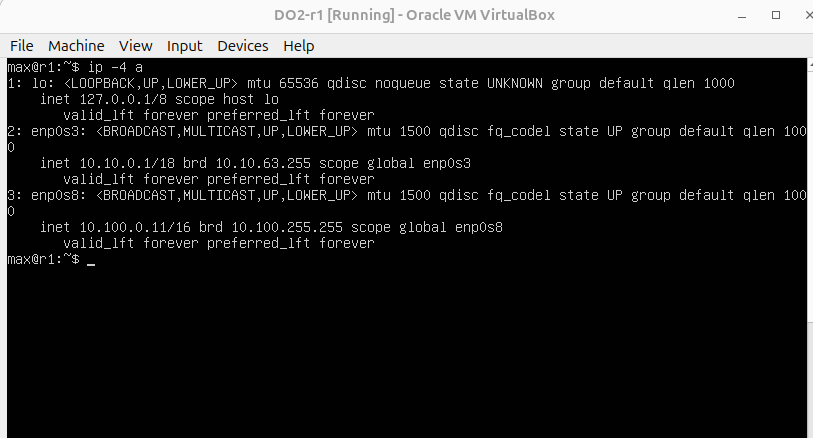 DO2-r1 [Running] - Oracle VM VirtualBox
File Machine View Input Devices Help
max@r1:~$ ip -4 a
1: lo: <LOOPBACK,UP,LOWER_UP> mtu 65536 qdisc noqueue state UNKNOWN group default qlen 1000
    inet 127.0.0.1/8 scope host lo
       valid_lft forever preferred_lft forever
2: enp0s3: <BROADCAST,MULTICAST,UP,LOWER_UP> mtu 1500 qdisc fq_codel state UP group default qlen 100
0
    inet 10.10.0.1/18 brd 10.10.63.255 scope global enp0s3
       valid_lft forever preferred_lft forever
3: enp0s8: <BROADCAST,MULTICAST,UP,LOWER_UP> mtu 1500 qdisc fq_codel state UP group default qlen 100
0
    inet 10.100.0.11/16 brd 10.100.255.255 scope global enp0s8
       valid_lft forever preferred_lft forever
max@r1:~$ _